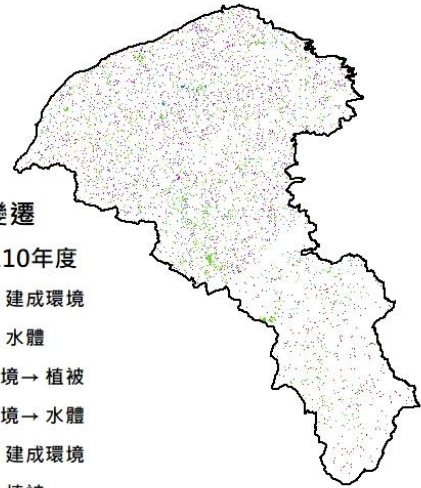 變遷
10年度
建成環境
水體
境→ 植被
境→ 水體
建成環境